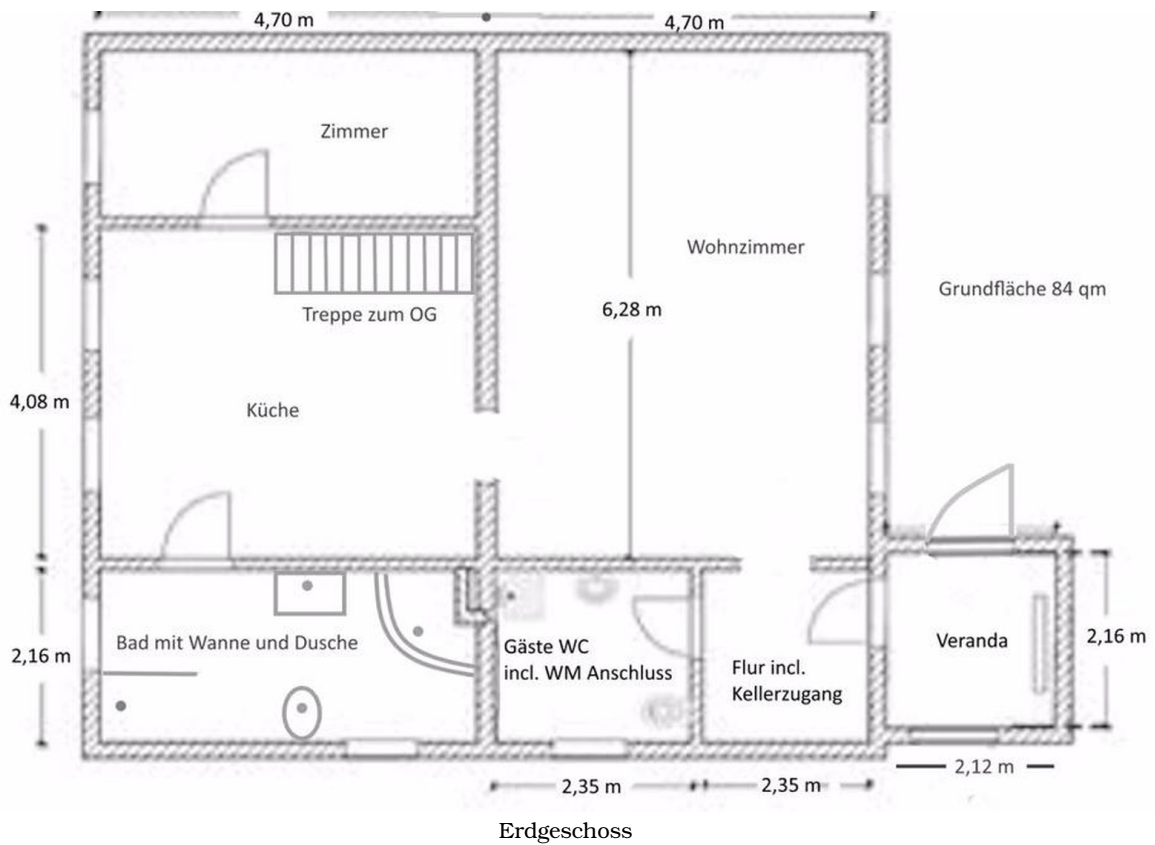 4,70 m
4,70 m
Zimmer
Wohnzimmer
Grundfläche 84 qm
6,28 m
Treppe zum OG
4,08 m
Küche
Bad mit Wanne und Dusche
2,16 m
Gäste WC
incl. WM Anschluss
Flur incl.
Kellerzugang
Veranda
2,16 m
2,12 m
2,35 m
2,35 m
Erdgeschoss